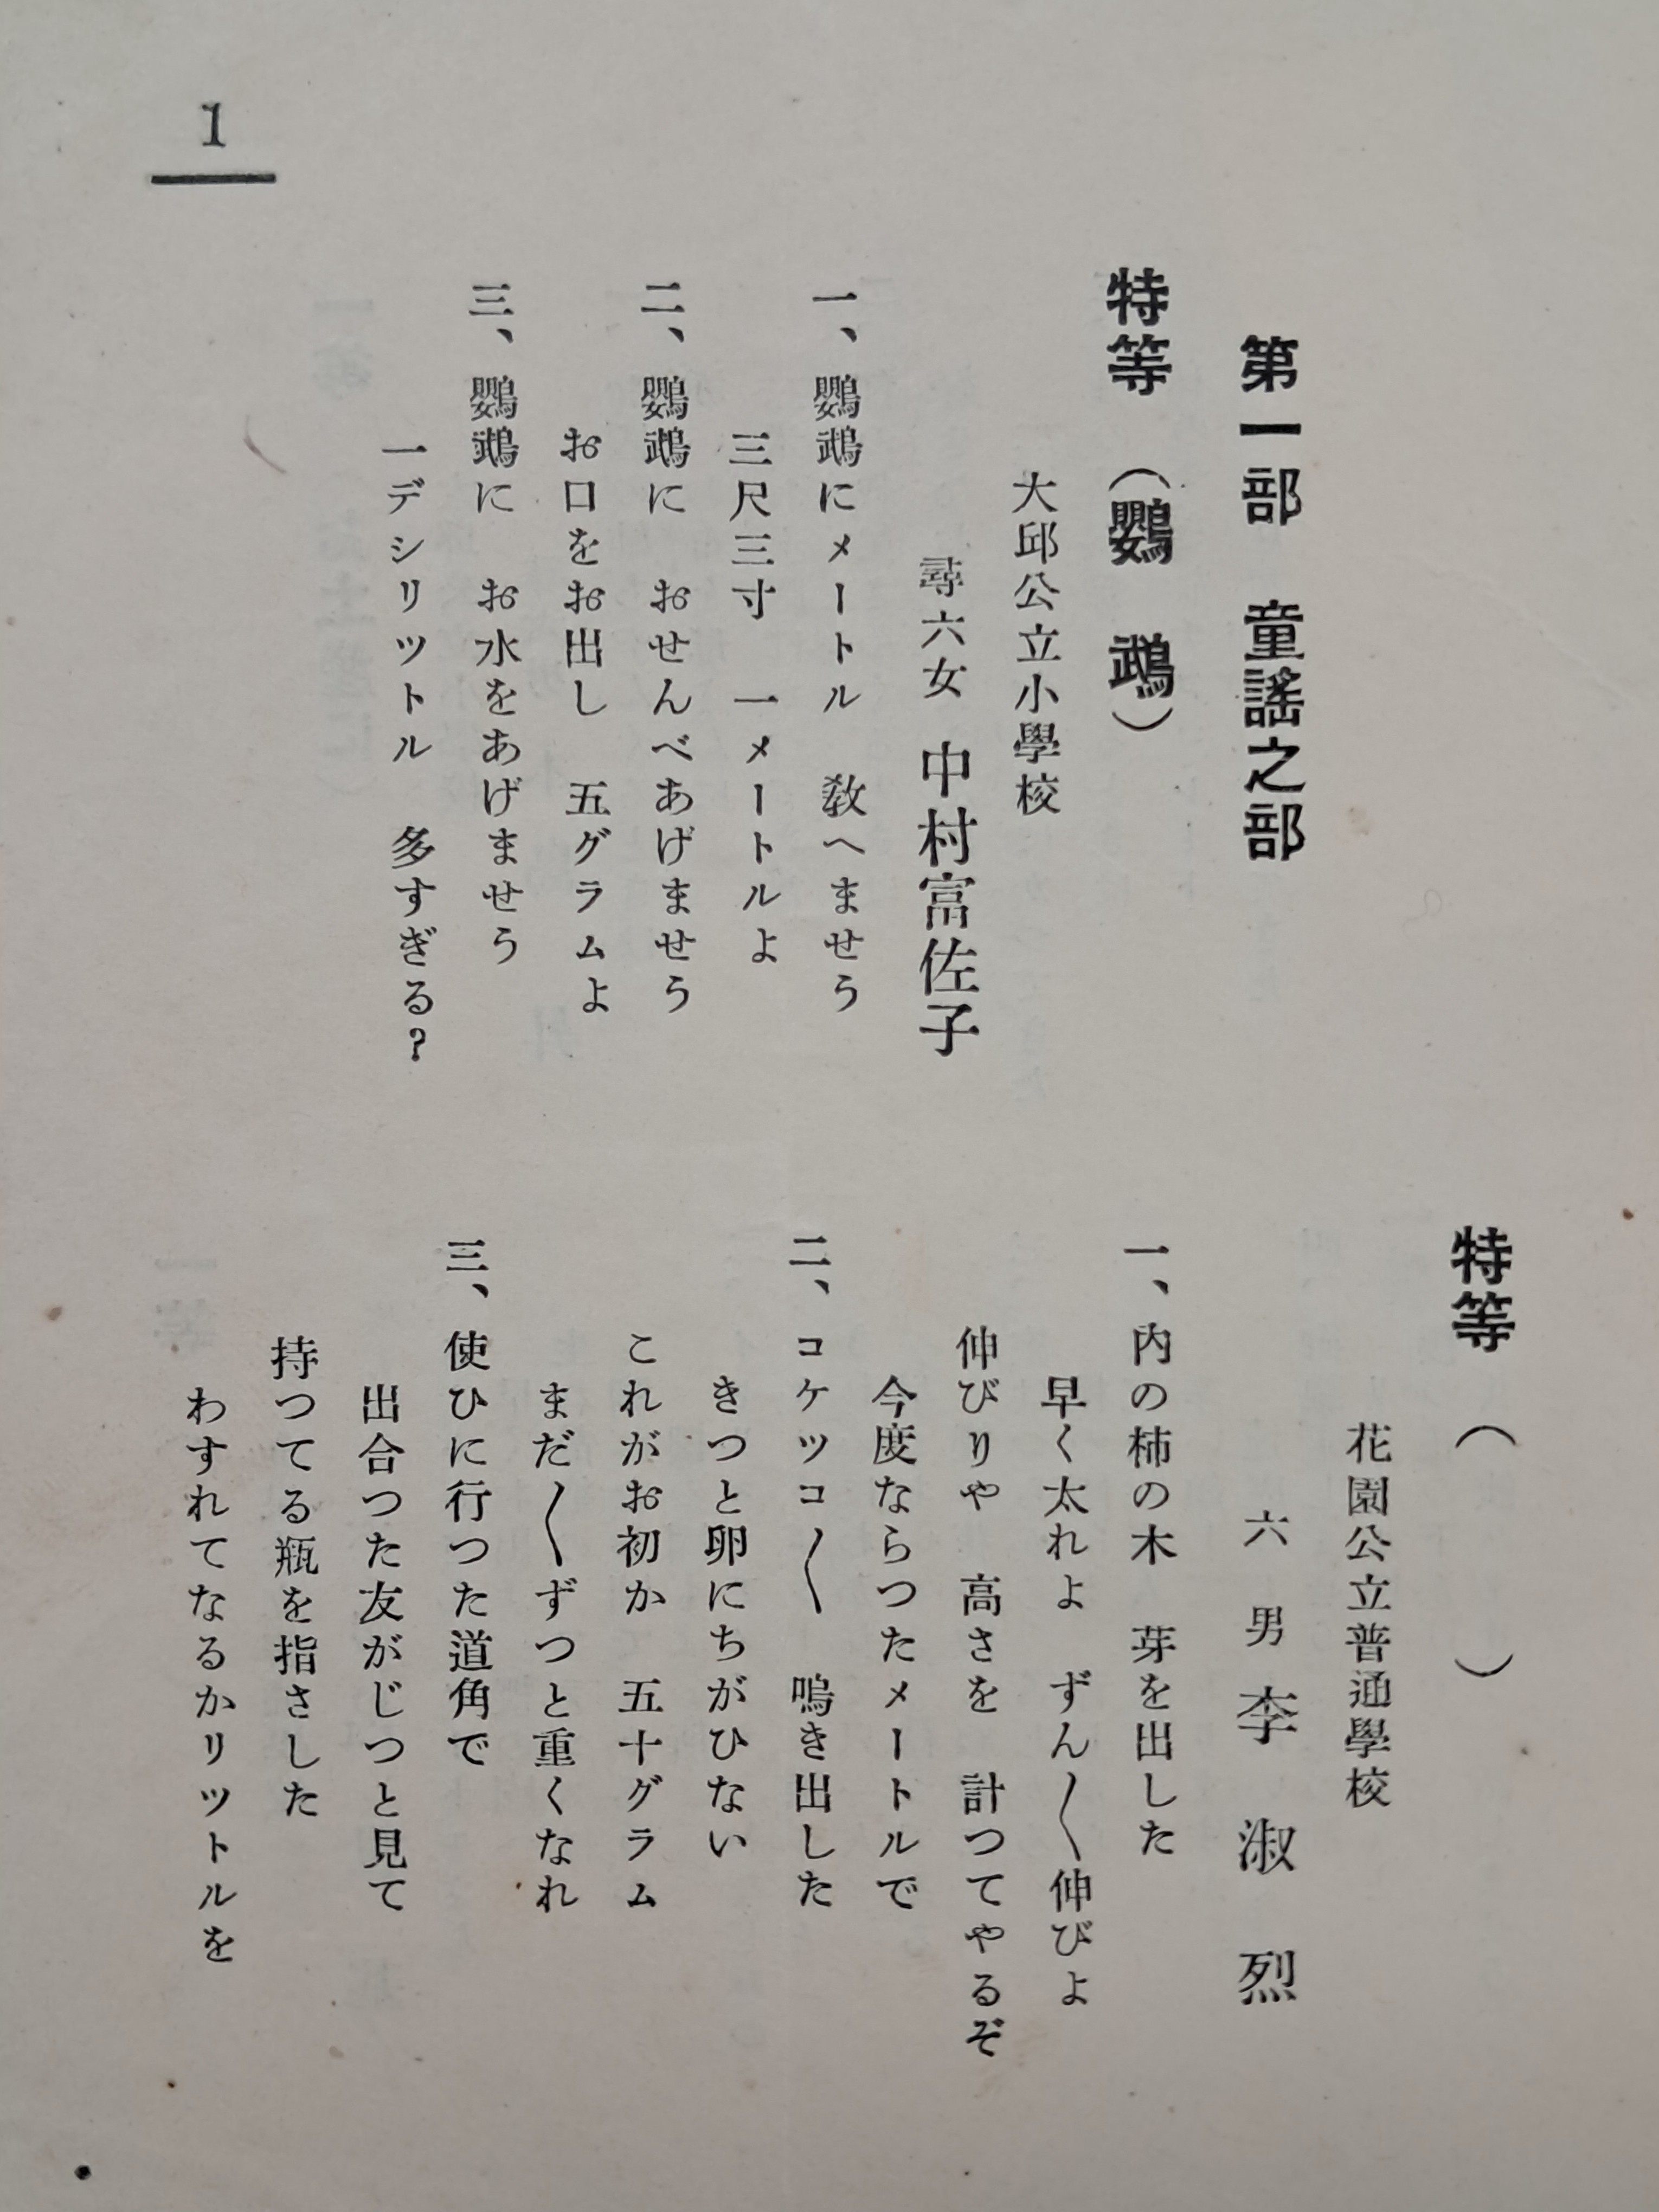 第一部　童謠之部
特等　（鸚　鵡）
大邱公立小學校
尋六女　中村富佐子
一、鸚鵡にメートル　敎へませう
三尺三寸　一メートルよ
二、鸚鵡に　おせんべあげませう
お口をお出し　五グラムよ
三、鸚鵡に　お水をあげませう
一デシリットル　多すぎる?
特等　（　　　）
花園公立普通學校
六　男　李　淑　烈
一、内の柿の木　芽を出した
早く太れよ　ずん〳〵伸びよ
伸びりや　高さを　計つてやるぞ
今度ならつたメートルで
二、コケツコ〳〵　鳴き出した
きつと卵にちがひない
これがお初か　五十グラム
まだ〳〵ずつと重くなれ
三、使ひに行つた道角で
出合つた友がじつと見て
持つてる瓶を指さした
わすれてなるかリットルを
1